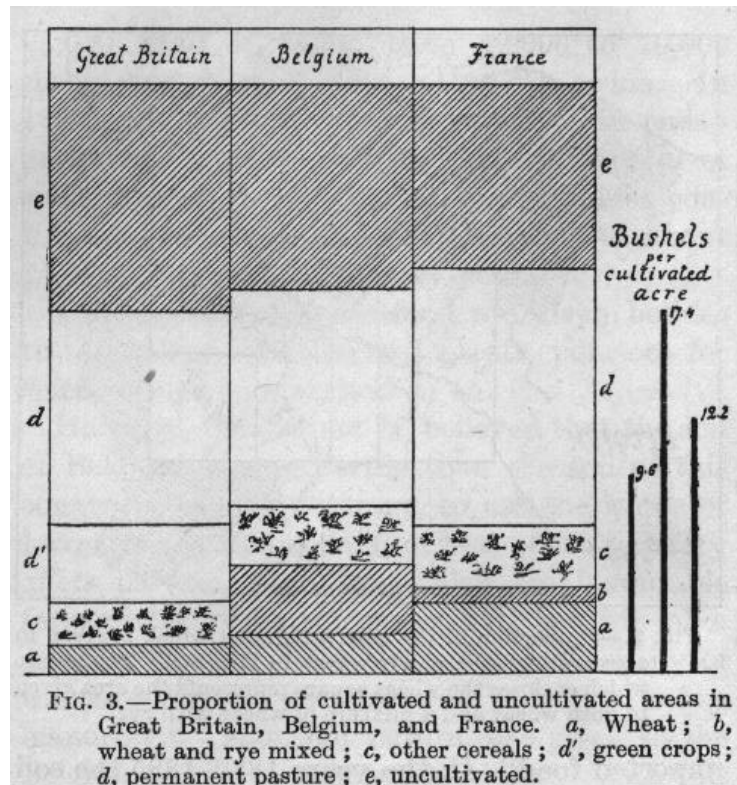 Great Britain Belgium France
e
e
Bushels
per
cultivated
acre
17.4
d
d
12.2
9.6
d'
c
b
c
a
a
FIG. 3.—Proportion of cultivated and uncultivated areas in
Great Britain, Belgium, and France. a, Wheat; b,
wheat and rye mixed; c, other cereals; d', green crops;
d, permanent pasture; e, uncultivated.